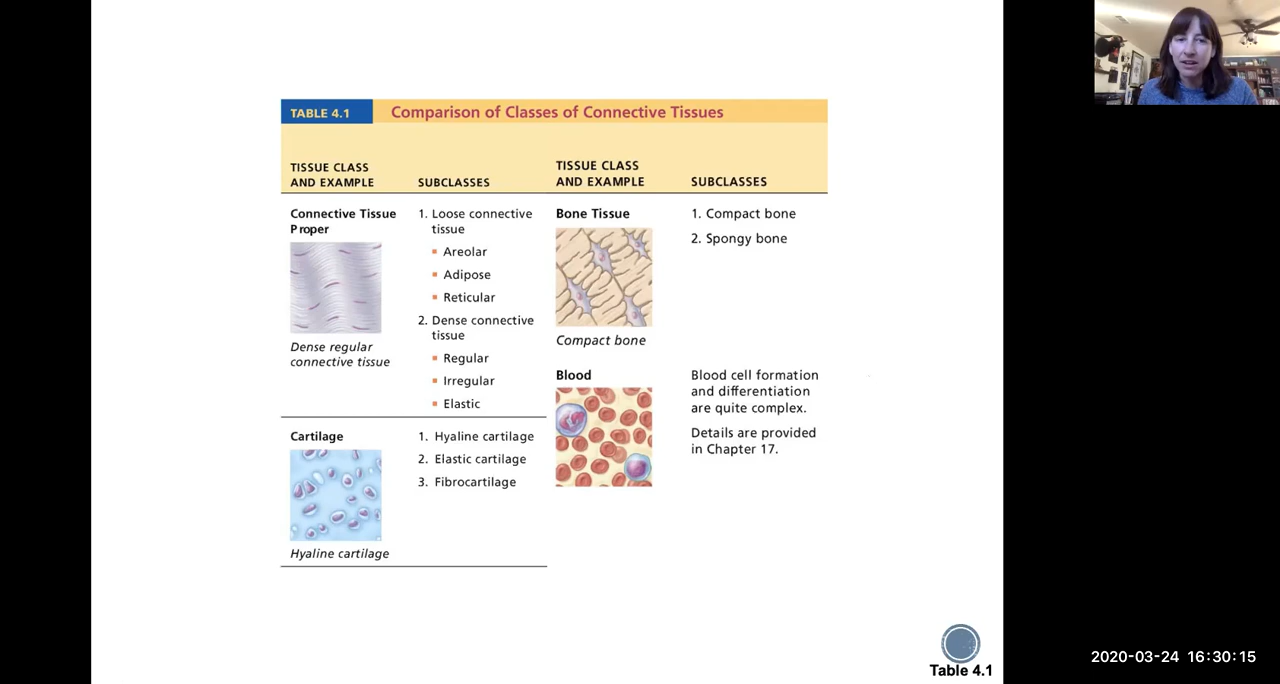 TABLE 4.1
Comparison of Classes of Connective Tissues
TISSUE CLASS
AND EXAMPLE
SUBCLASSES
TISSUE CLASS
AND EXAMPLE
SUBCLASSES
Connective Tissue
Proper
Dense regular
connective tissue
1. Loose connective
tissue
▪ Areolar
▪ Adipose
▪ Reticular
2. Dense connective
tissue
▪ Regular
▪ Irregular
▪ Elastic
Cartilage
Hyaline cartilage
1. Hyaline cartilage
2. Elastic cartilage
3. Fibrocartilage
Bone Tissue
Compact bone
1. Compact bone
2. Spongy bone
Blood
Blood cell formation
and differentiation
are quite complex.
Details are provided
in Chapter 17.
Table 4.1
2020-03-24 16:30:15